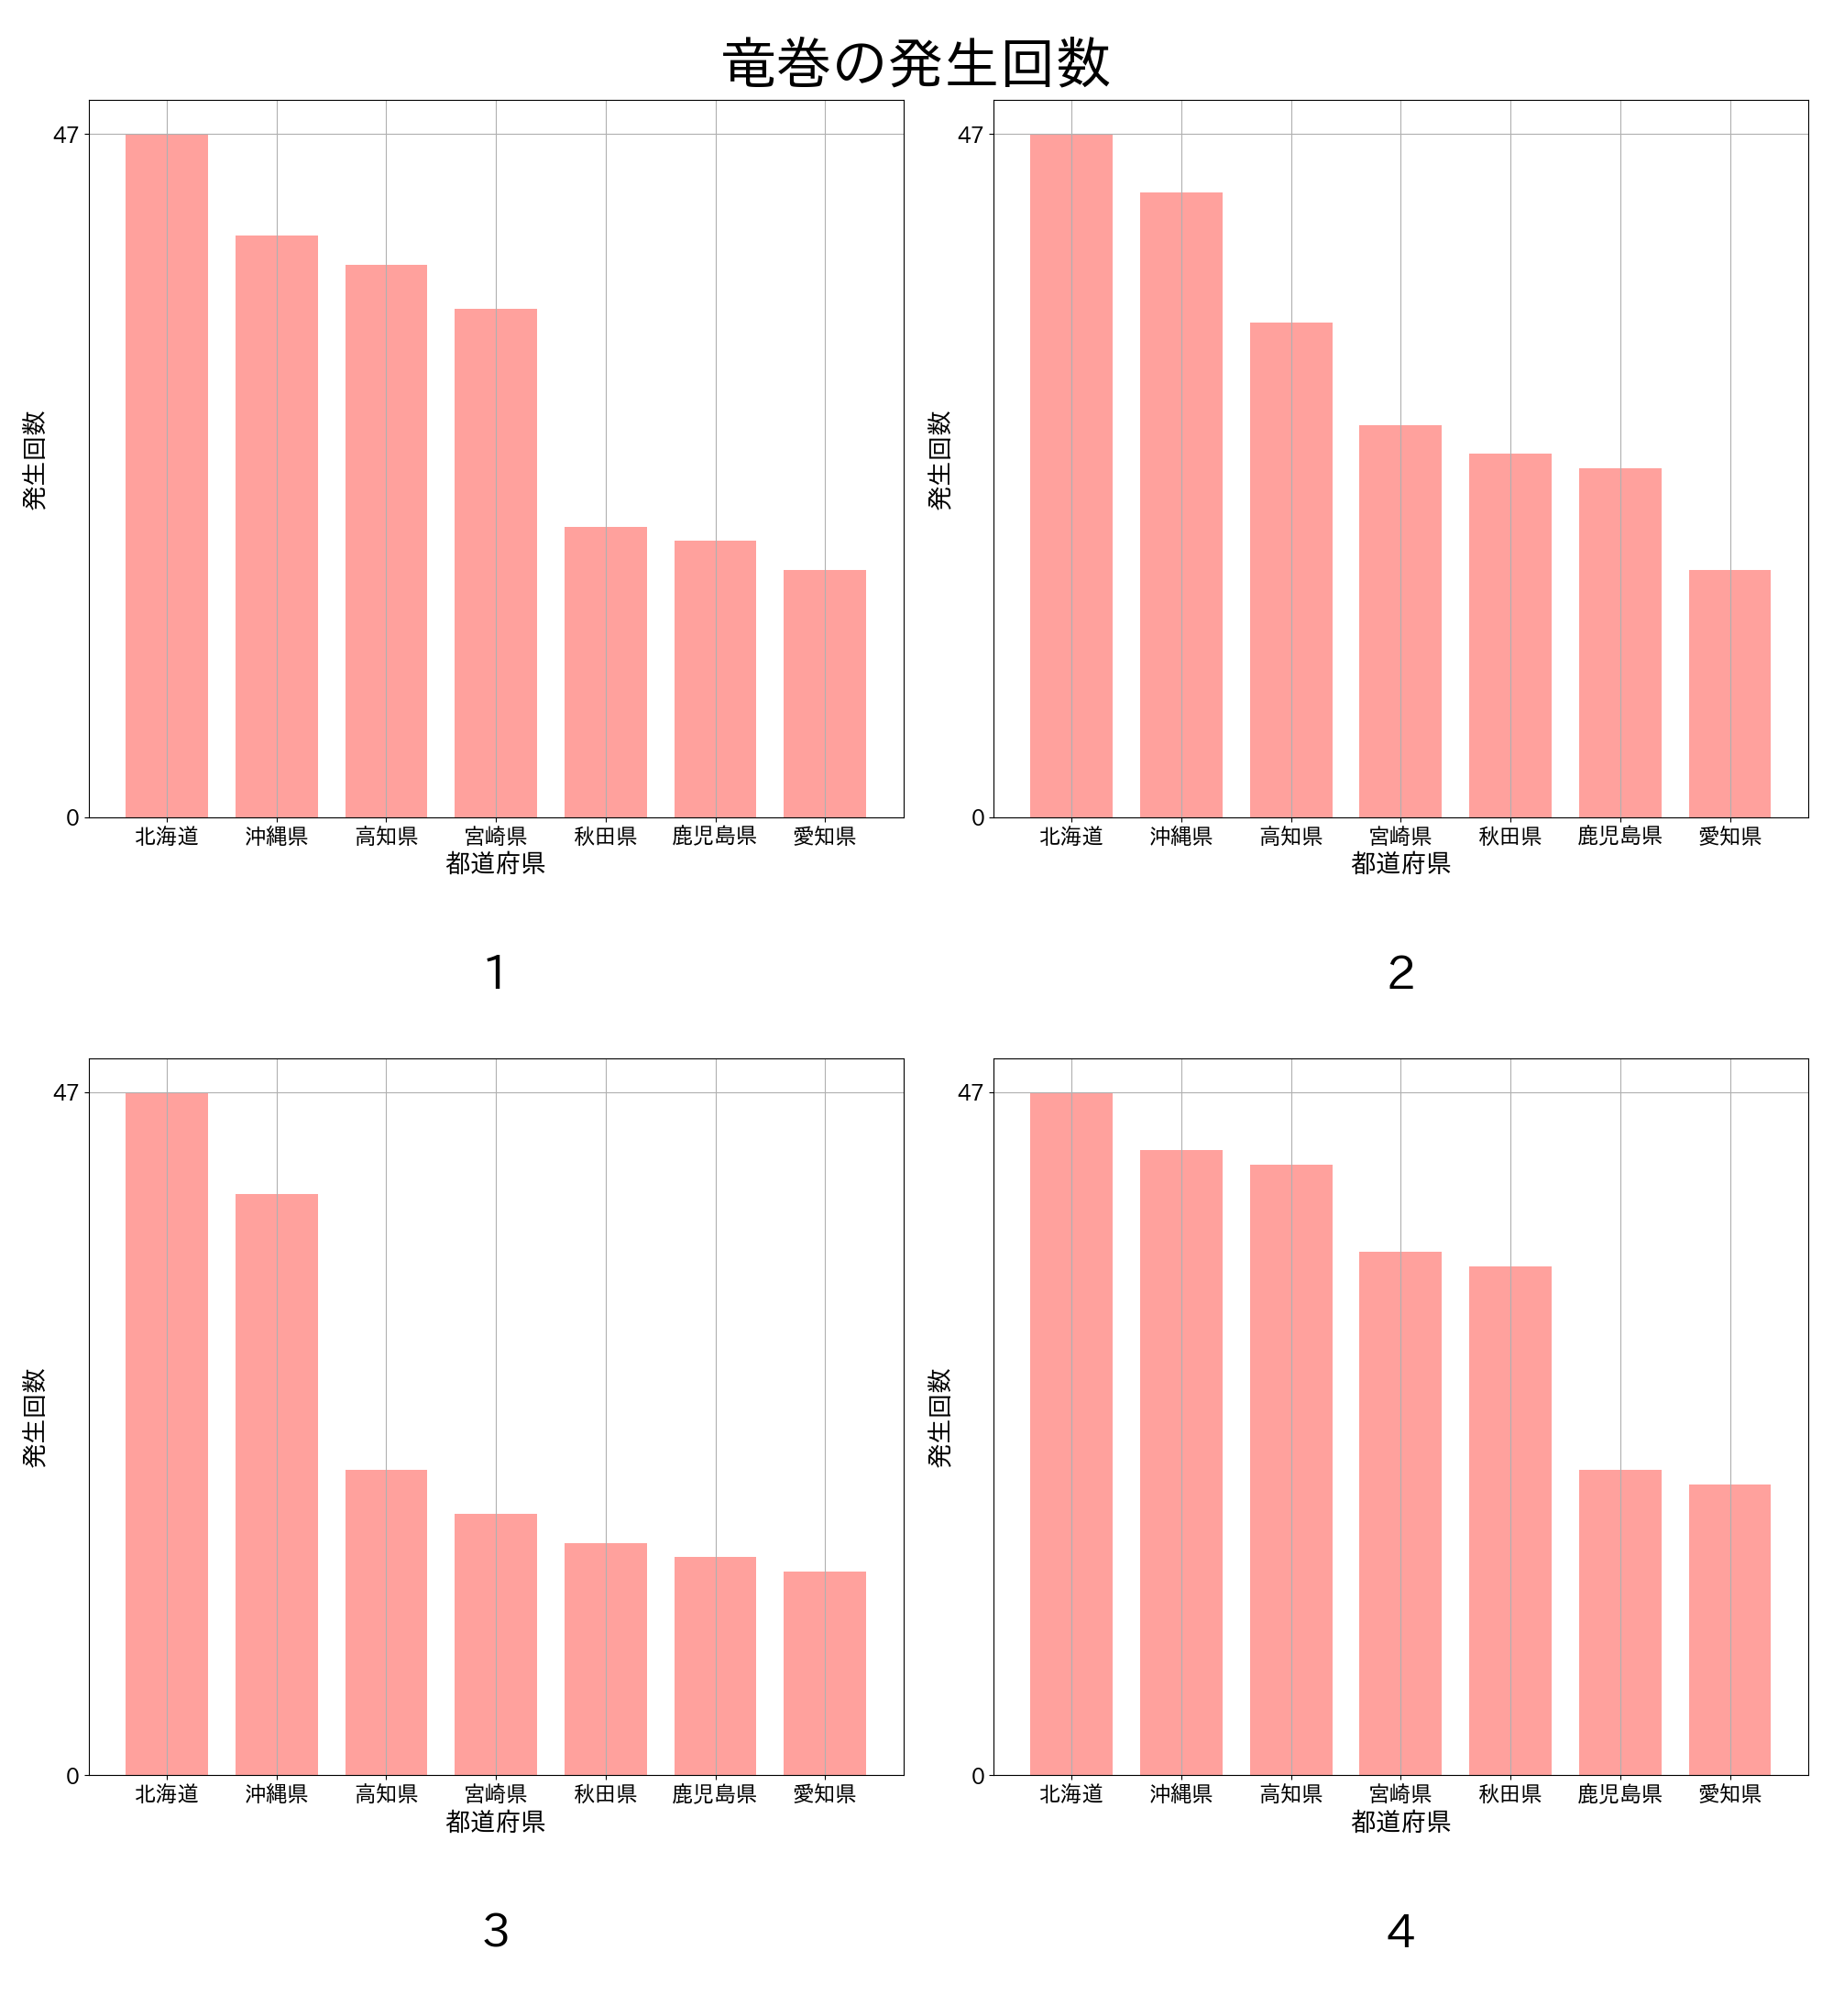 竜巻の発生回数
47
0
発生回数
北海道 沖縄県 高知県 宮崎県 秋田県 鹿児島県 愛知県
都道府県
1
47
0
発生回数
北海道 沖縄県 高知県 宮崎県 秋田県 鹿児島県 愛知県
都道府県
2
47
0
発生回数
北海道 沖縄県 高知県 宮崎県 秋田県 鹿児島県 愛知県
都道府県
3
47
0
発生回数
北海道 沖縄県 高知県 宮崎県 秋田県 鹿児島県 愛知県
都道府県
4